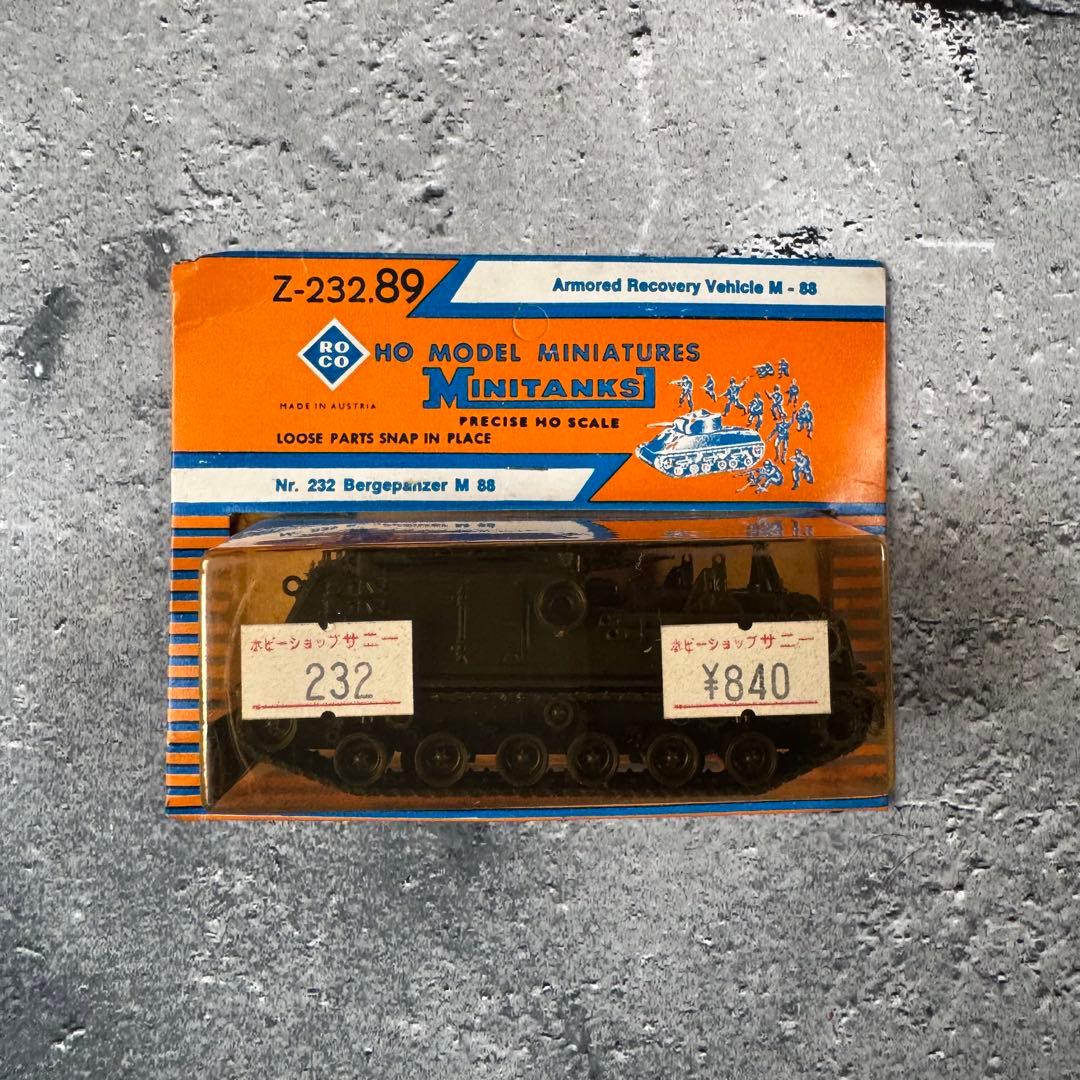 Z-232.89
Armored Recovery Vehicle M - 88
RO
CO
HO MODEL MINIATURES
MINITANKS
MADE IN AUSTRIA
PRECISE HO SCALE
LOOSE PARTS SNAP IN PLACE
Nr. 232 Bergepanzer M 88
ホビーショップサニー
232
ホビーショップサニー
¥840